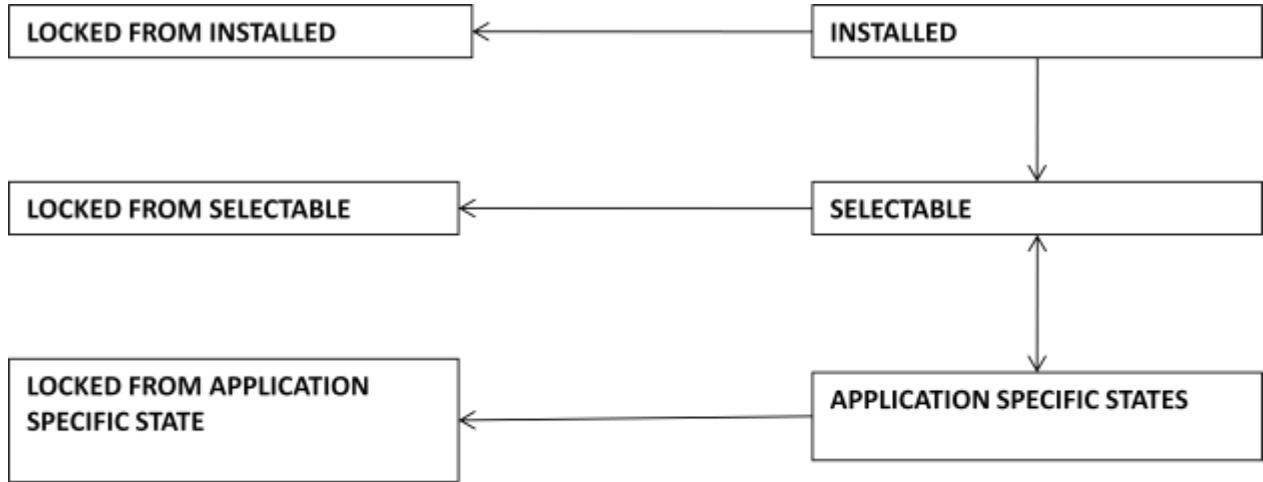 LOCKED FROM INSTALLED
INSTALLED
LOCKED FROM SELECTABLE
SELECTABLE
LOCKED FROM APPLICATION
SPECIFIC STATE
APPLICATION SPECIFIC STATES